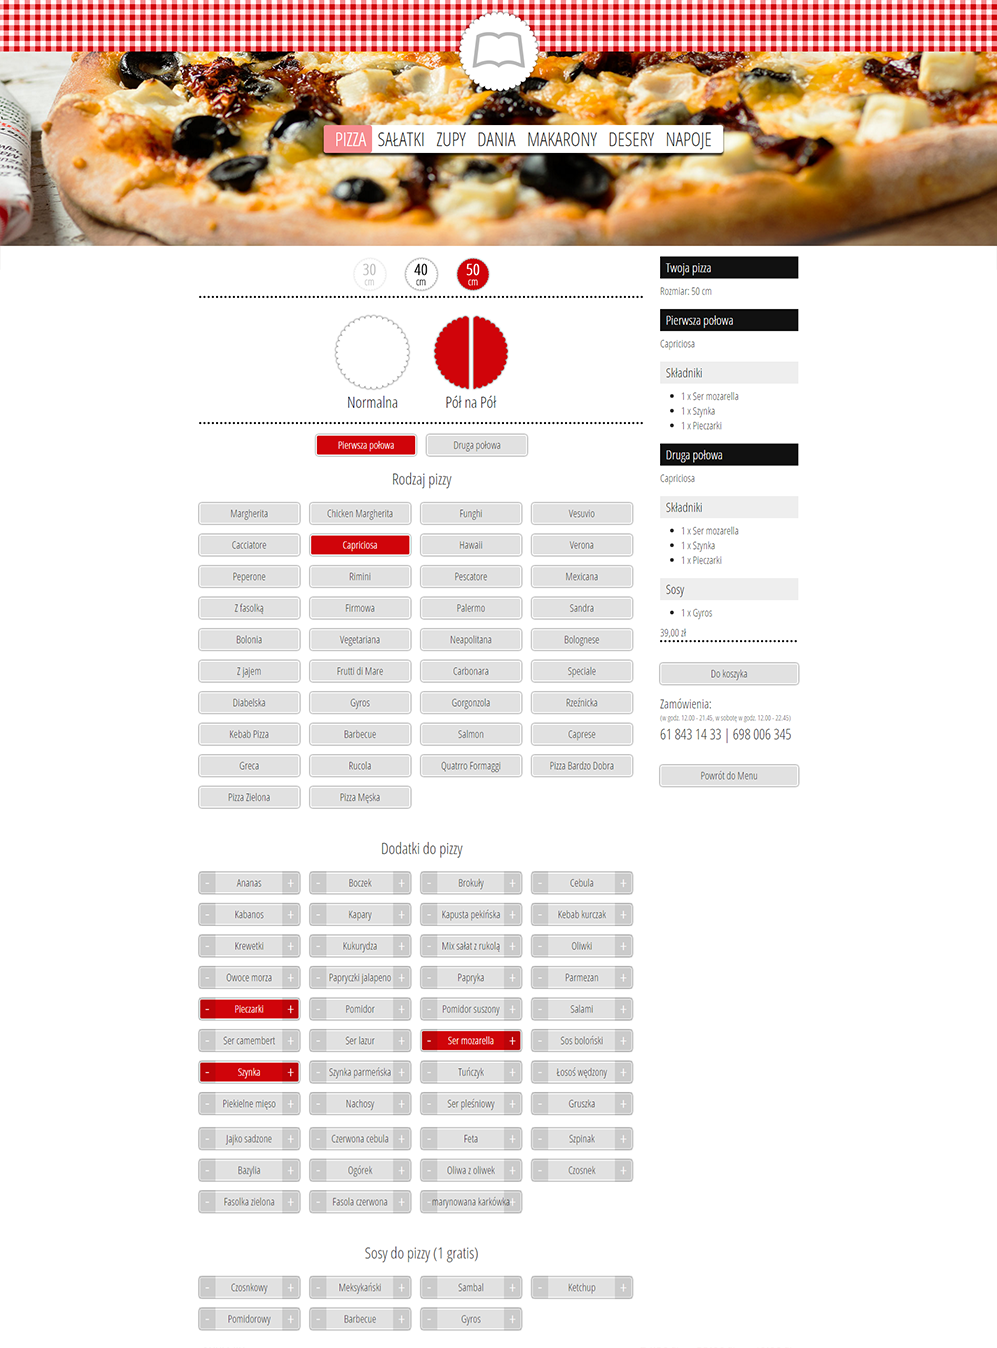 PIZZA SAŁATKI ZUPY DANIA MAKARONY DESERY NAPOJE
30 cm
40 cm
50 cm
Normalna
Pół na Pół
Pierwsza połowa
Druga połowa
Rodzaj pizzy
Margherita
Chicken Margherita
Funghi
Vesuvio
Cacciatore
Capriciosa
Hawaii
Verona
Peperone
Rimini
Pescatore
Mexicana
Z fasolką
Firmowa
Palermo
Sandra
Bolonia
Vegetariana
Neapolitana
Bolognese
Z jajem
Frutti di Mare
Carbonara
Speciale
Diabelska
Gyros
Gorgonzola
Rzeźnicka
Kebab Pizza
Barbecue
Salmon
Caprese
Greca
Rucola
Quatrro Formaggi
Pizza Bardzo Dobra
Pizza Zielona
Pizza Męska
Dodatki do pizzy
- Ananas +
- Boczek +
- Brokuły +
- Cebula +
- Kabanos +
- Kapary +
- Kapusta pekińska +
- Kebab kurczak +
- Krewetki +
- Kukurydza +
- Mix sałat z rukolą +
- Oliwki +
- Owoce morza +
- Papryczki jalapeno +
- Papryka +
- Parmezan +
- Pieczarki +
- Pomidor +
- Pomidor suszony +
- Salami +
- Ser camembert +
- Ser lazur +
- Ser mozarella +
- Sos boloński +
- Szynka +
- Szynka parmeńska +
- Tuńczyk +
- Łosoś wędzony +
- Piekielne mięso +
- Nachosy +
- Ser pleśniowy +
- Gruszka +
- Jajko sadzone +
- Czerwona cebula +
- Feta +
- Szpinak +
- Bazylia +
- Ogórek +
- Oliwa z oliwek +
- Czosnek +
- Fasolka zielona +
- Fasola czerwona +
- marynowana karkówka +
Sosy do pizzy (1 gratis)
- Czosnkowy +
- Meksykański +
- Sambal +
- Ketchup +
- Pomidorowy +
- Barbecue +
- Gyros +
Twoja pizza
Rozmiar: 50 cm
Pierwsza połowa
Capriciosa
Składniki
1 x Ser mozarella
1 x Szynka
1 x Pieczarki
Druga połowa
Capriciosa
Składniki
1 x Ser mozarella
1 x Szynka
1 x Pieczarki
Sosy
1 x Gyros
39,00 zł
Do koszyka
Zamówienia:
(w godz. 12.00 - 21.45, w sobotę w godz. 12.00 - 22.45)
61 843 14 33 | 698 006 345
Powrót do Menu